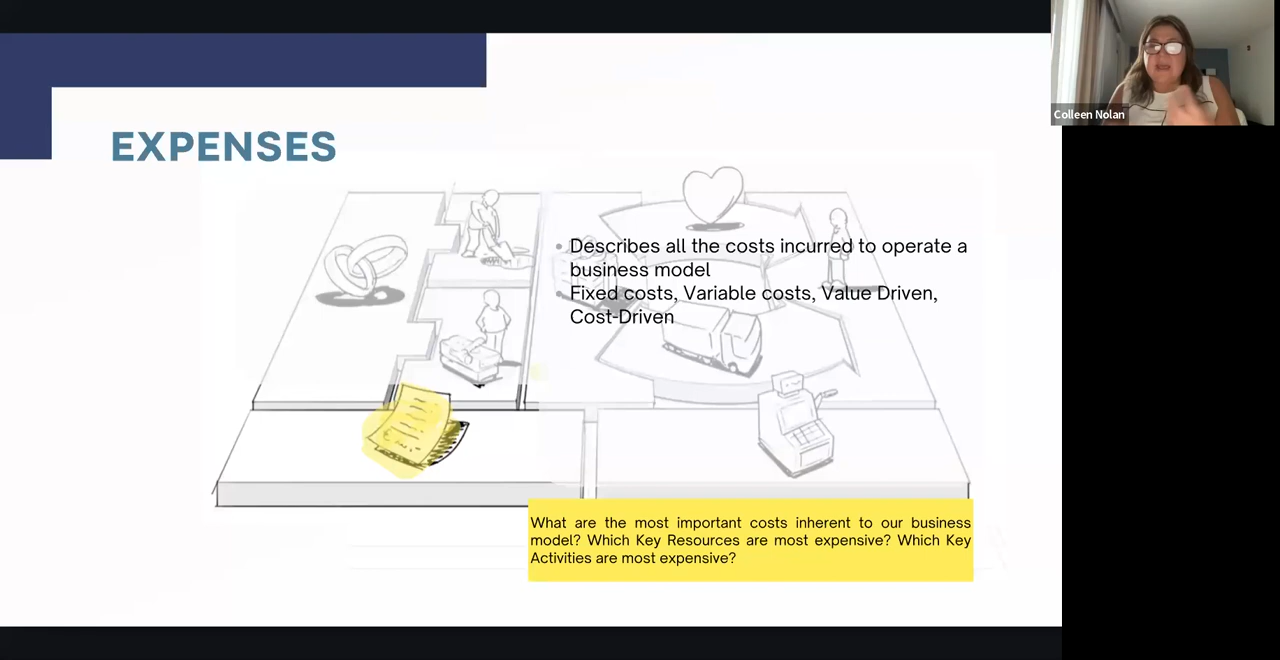 Colleen Nolan
EXPENSES
• Describes all the costs incurred to operate a
business model
• Fixed costs, Variable costs, Value Driven,
Cost-Driven
What are the most important costs inherent to our business
model? Which Key Resources are most expensive? Which Key
Activities are most expensive?